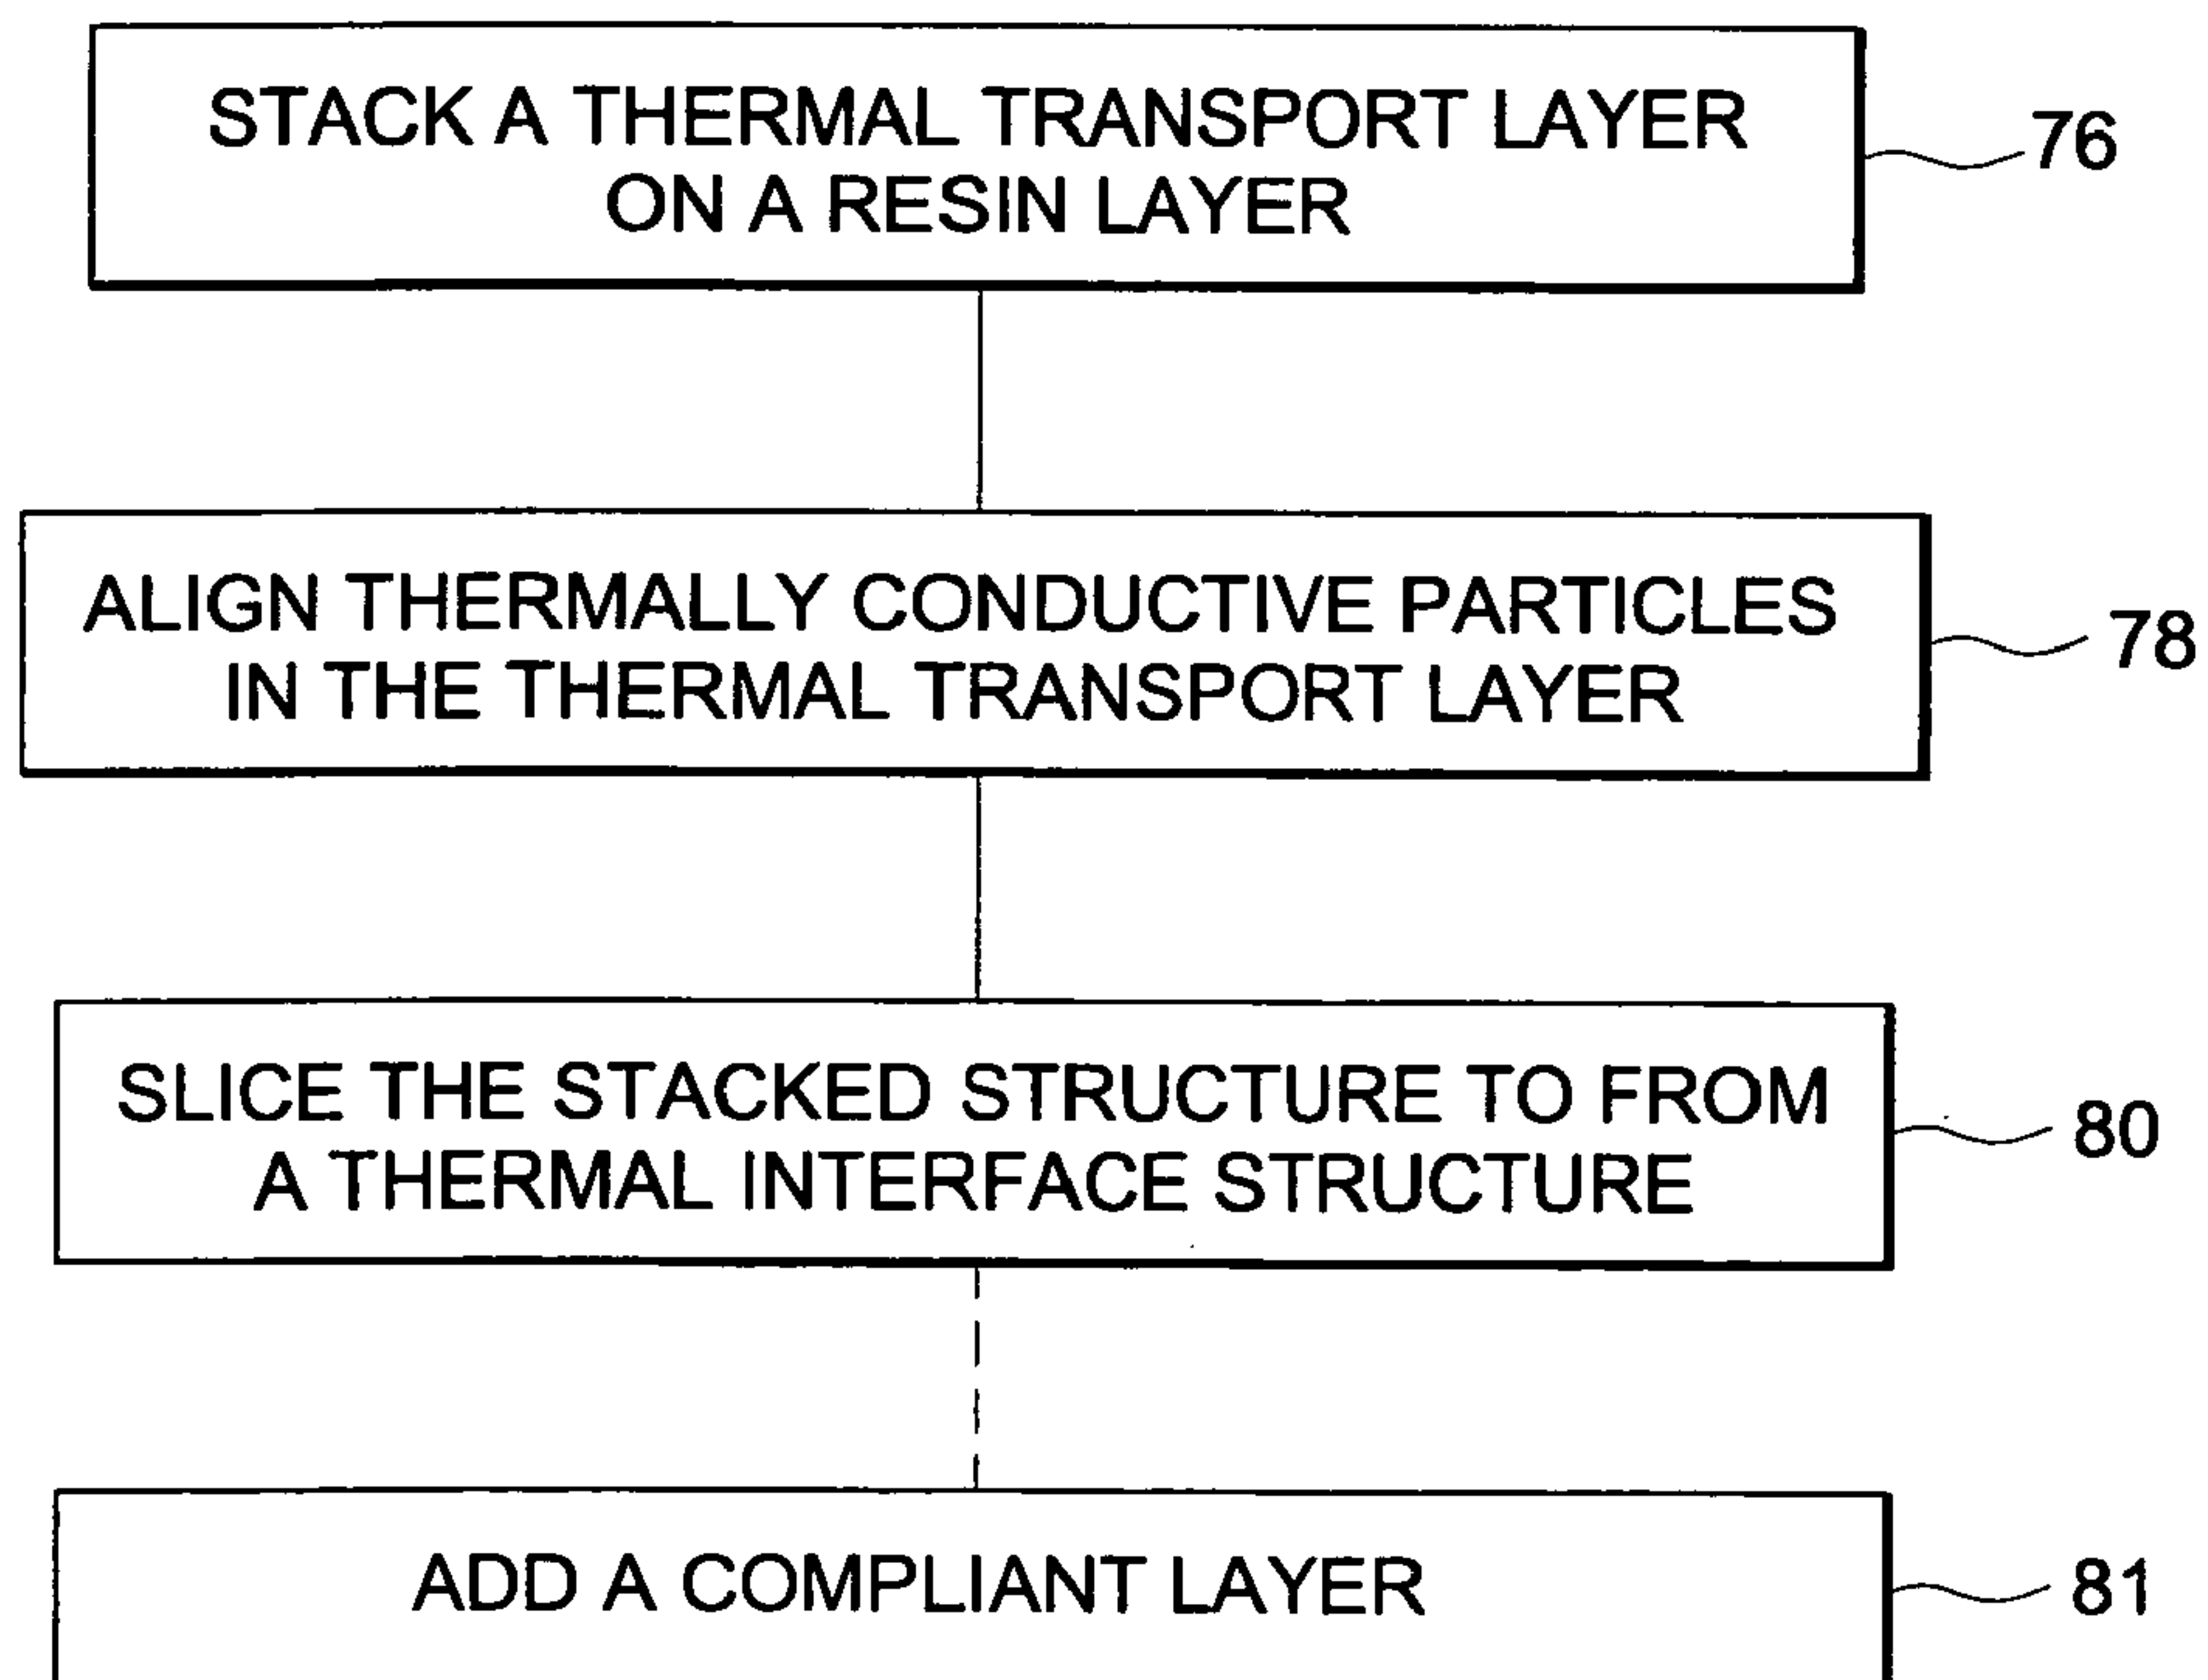 STACK A THERMAL TRANSPORT LAYER
ON A RESIN LAYER
76
ALIGN THERMALLY CONDUCTIVE PARTICLES
IN THE THERMAL TRANSPORT LAYER
78
SLICE THE STACKED STRUCTURE TO FROM
A THERMAL INTERFACE STRUCTURE
80
ADD A COMPLIANT LAYER
81